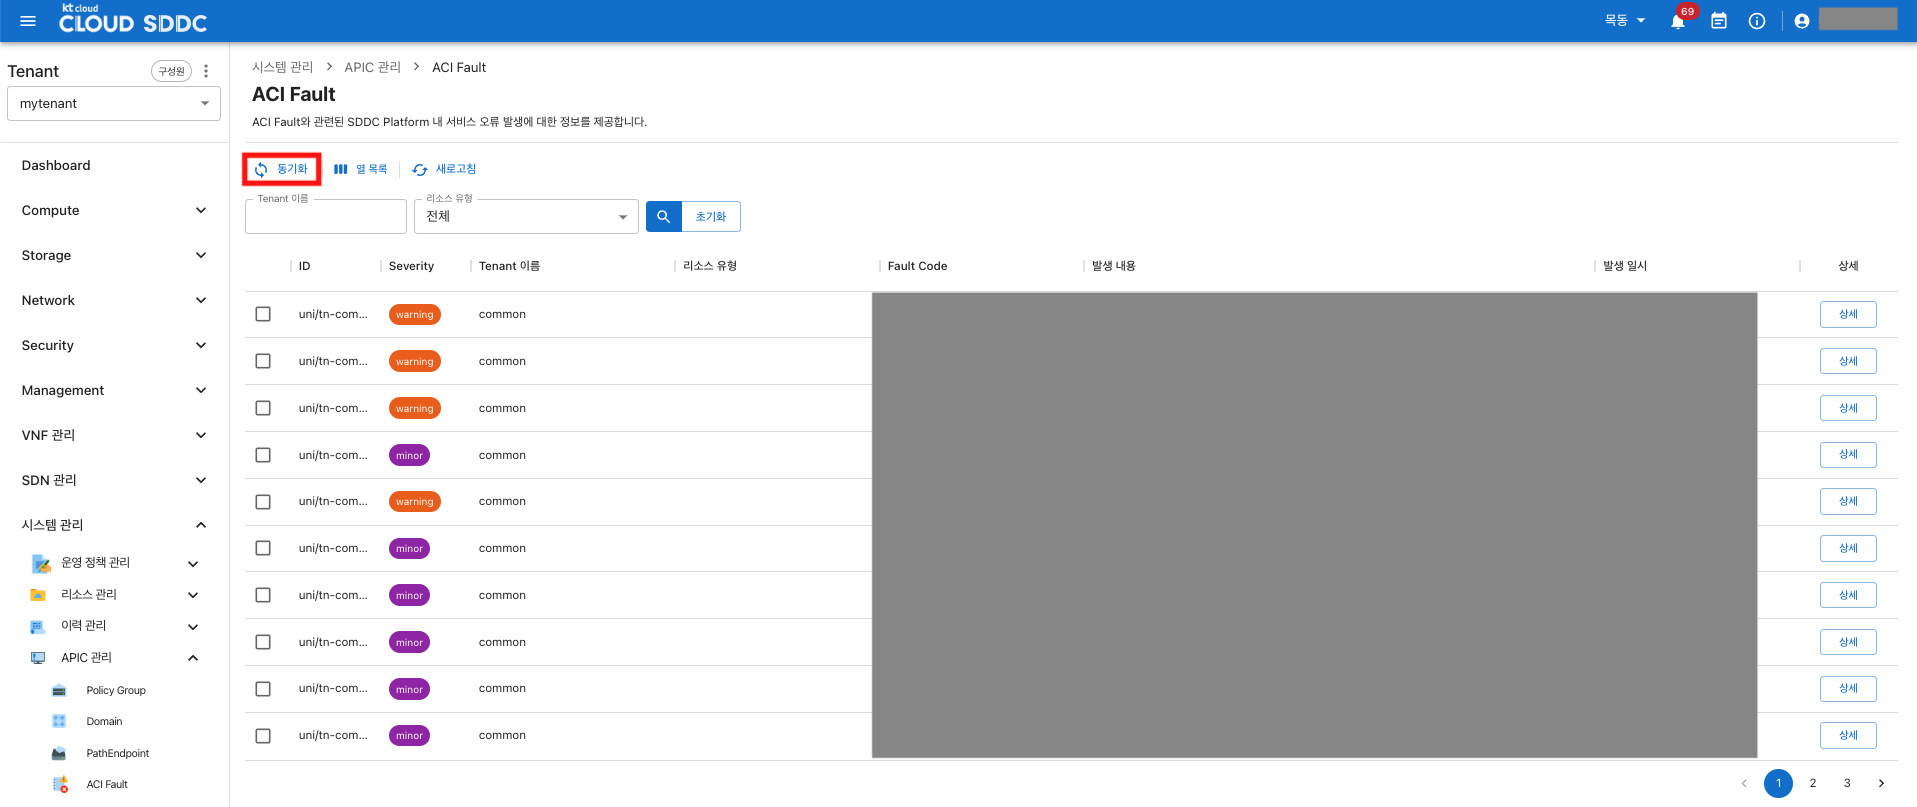 kt cloud
CLOUD SDDC
목동
69
Tenant
구성원
mytenant
Dashboard
Compute
Storage
Network
Security
Management
VNF 관리
SDN 관리
시스템 관리
운영 정책 관리
리소스 관리
이력 관리
APIC 관리
Policy Group
Domain
PathEndpoint
ACI Fault
시스템 관리 > APIC 관리 > ACI Fault
ACI Fault
ACI Fault와 관련된 SDDC Platform 내 서비스 오류 발생에 대한 정보를 제공합니다.
동기화 열 목록 새로고침
Tenant 이름 리소스 유형
전체 초기화
ID Severity Tenant 이름 리소스 유형 Fault Code 발생 내용 발생 일시 상세
uni/tn-com... warning common 상세
uni/tn-com... warning common 상세
uni/tn-com... warning common 상세
uni/tn-com... minor common 상세
uni/tn-com... warning common 상세
uni/tn-com... minor common 상세
uni/tn-com... minor common 상세
uni/tn-com... minor common 상세
uni/tn-com... minor common 상세
uni/tn-com... minor common 상세
< 1 2 3 >